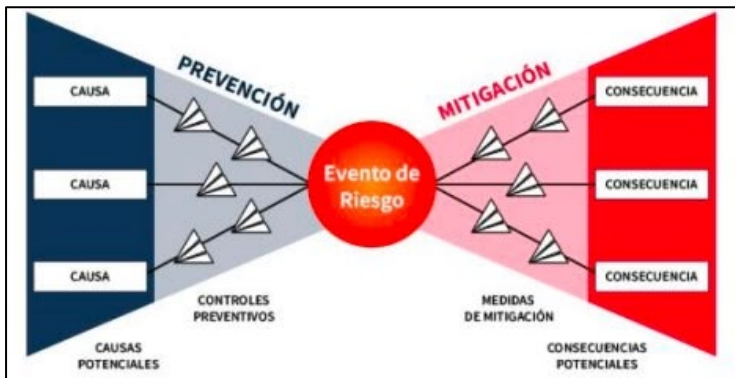 PREVENCIÓN
MITIGACIÓN
CAUSA
CONSECUENCIA
CAUSA
Evento de
Riesgo
CONSECUENCIA
CAUSA
CONSECUENCIA
CONTROLES
PREVENTIVOS
MEDIDAS
DE MITIGACIÓN
CAUSAS
POTENCIALES
CONSECUENCIAS
POTENCIALES